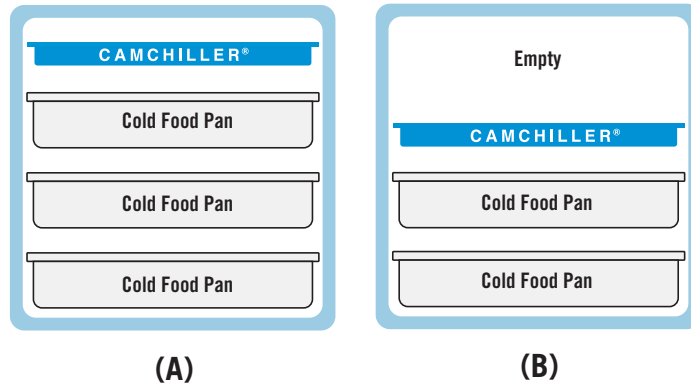 CAMCHILLER®
Cold Food Pan
Cold Food Pan
Cold Food Pan
(A)
Empty
CAMCHILLER®
Cold Food Pan
Cold Food Pan
(B)